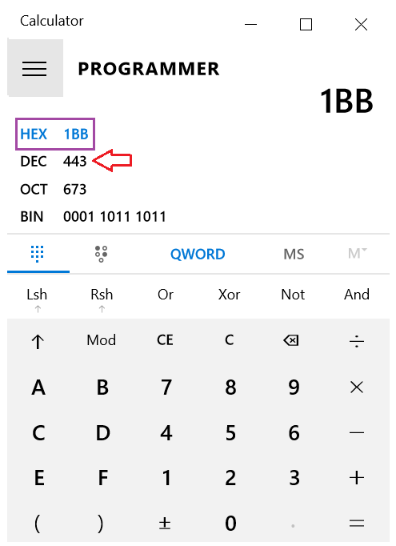 Calculator
PROGRAMMER
1BB
HEX 1BB
DEC 443
OCT 673
BIN 0001 1011 1011
QWORD MS M
Lsh Rsh Or Xor Not And
↑ Mod CE C ⌫ ÷
A B 7 8 9 ×
C D 4 5 6 −
E F 1 2 3 +
( ) ± 0 . =